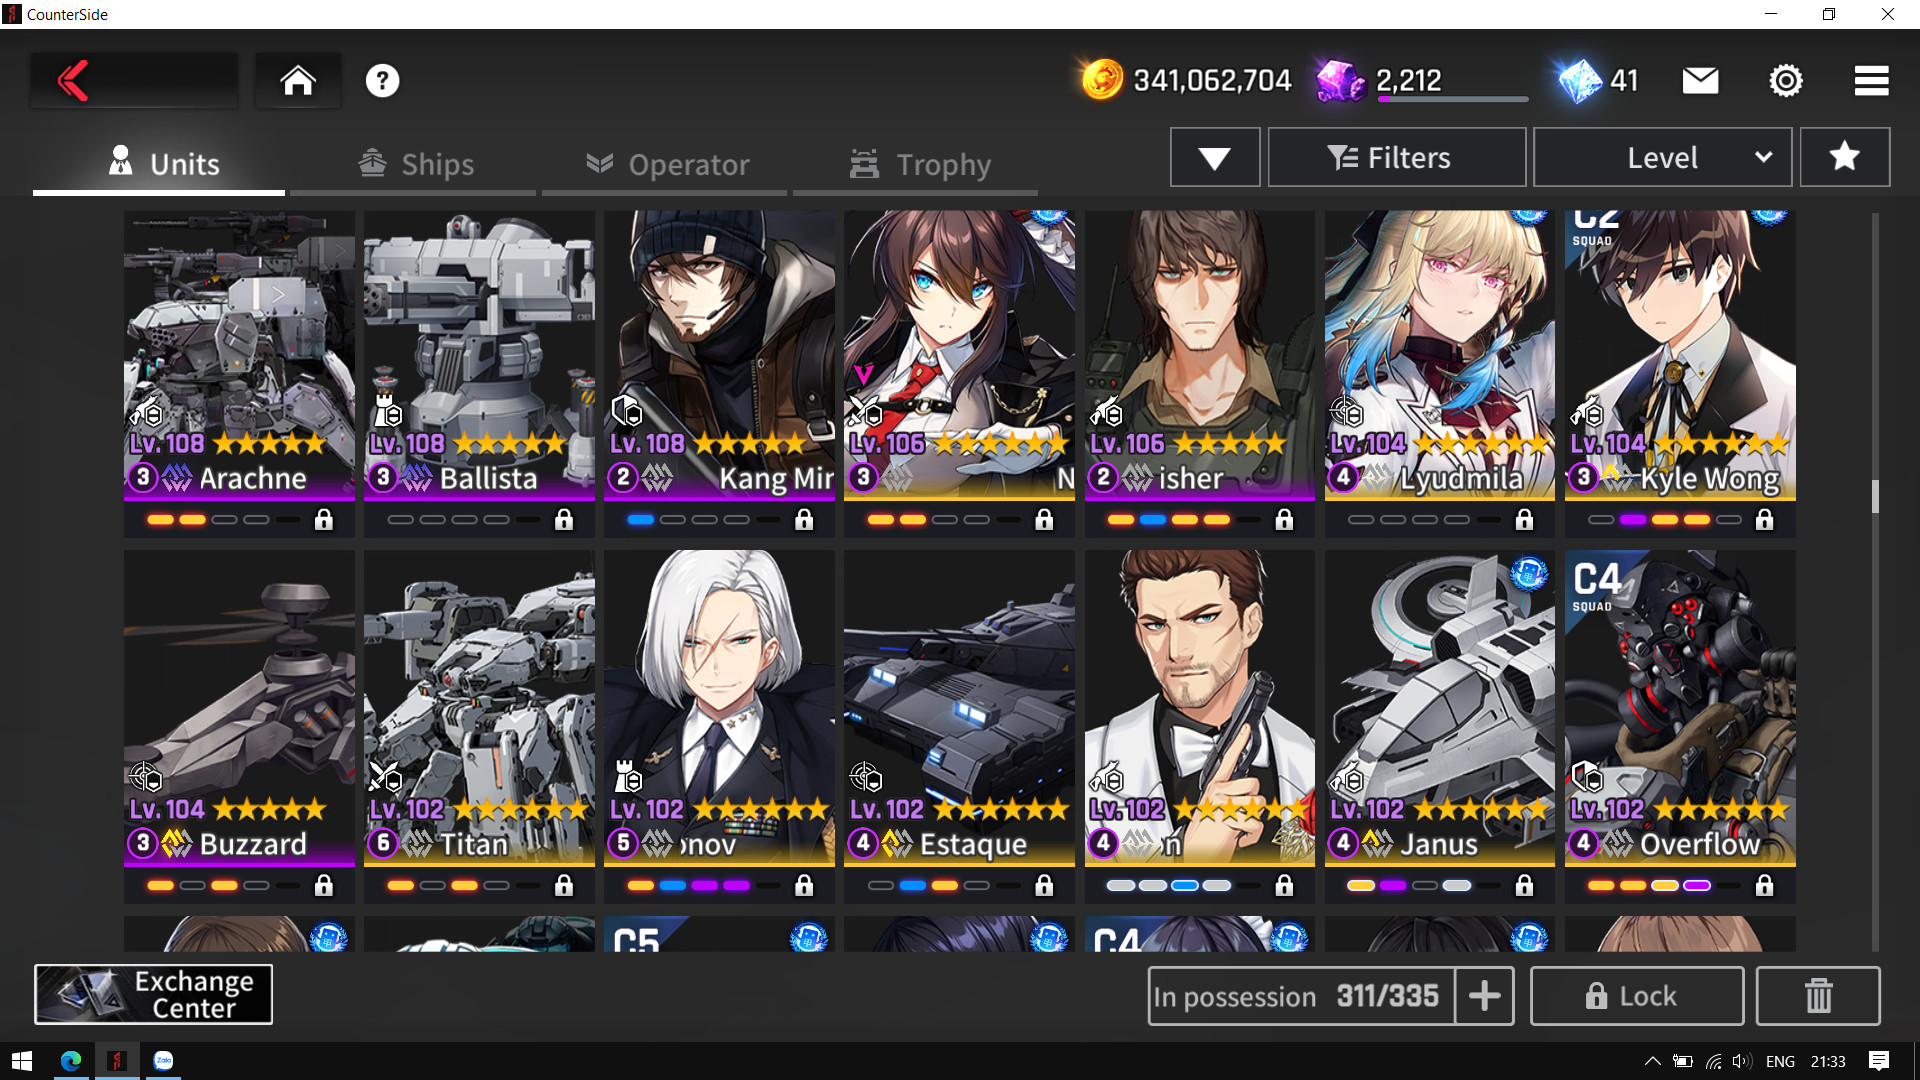 CounterSide
341,062,704
2,212
41
Units
Ships
Operator
Trophy
Filters
Level
C2
SQUAD
Lv. 108
3 Arachne
Lv. 108
3 Ballista
Lv. 108
2 Kang Mir
Lv. 106
3 N
Lv. 106
2 isher
Lv. 104
4 Lyudmila
Lv. 104
3 Kyle Wong
C4
SQUAD
Lv. 104
3 Buzzard
Lv. 102
6 Titan
Lv. 102
5 onov
Lv. 102
4 Estaque
Lv. 102
4 on
Lv. 102
4 Janus
Lv. 102
4 Overflow
C5
C4
Exchange
Center
In possession 311/335
Lock
Zalo
ENG 21:33